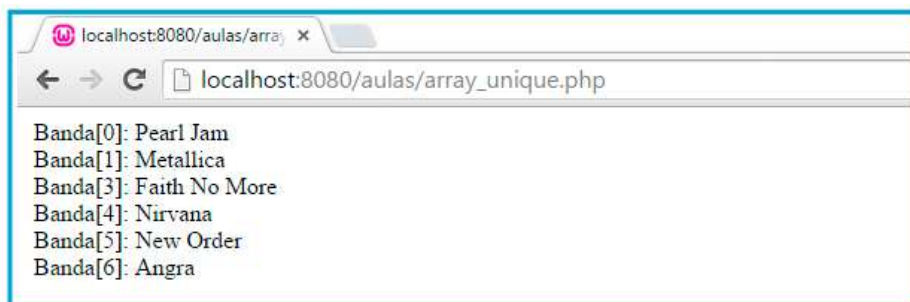 localhost:8080/aulas/array
localhost:8080/aulas/array_unique.php
Banda[0]: Pearl Jam
Banda[1]: Metallica
Banda[3]: Faith No More
Banda[4]: Nirvana
Banda[5]: New Order
Banda[6]: Angra